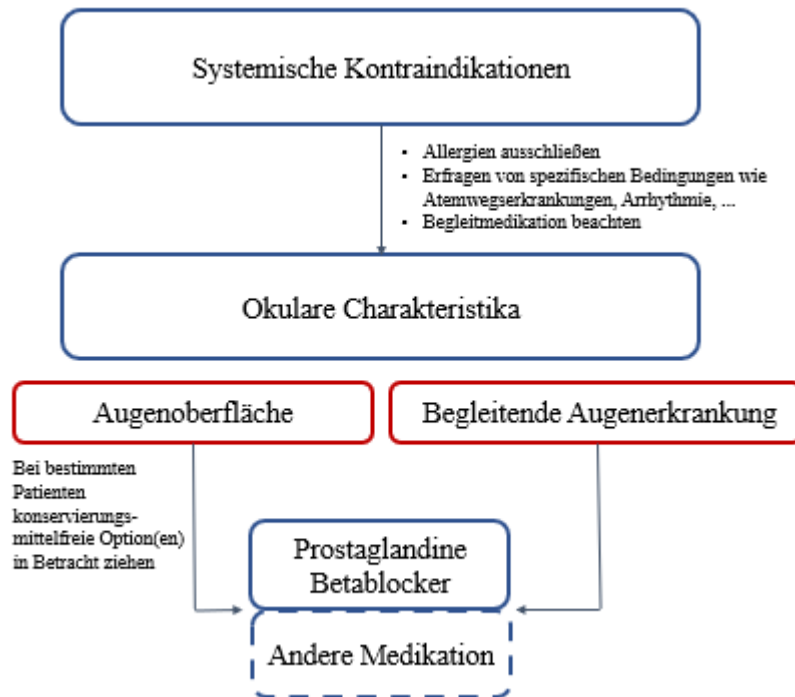 Systemische Kontraindikationen
• Allergien ausschließen
• Erfragen von spezifischen Bedingungen wie
Atemwegserkrankungen, Arrhythmie, ...
• Begleitmedikation beachten
Okulare Charakteristika
Augenoberfläche
Begleitende Augenerkrankung
Bei bestimmten
Patienten
konservierungs-
mittelfreie Option(en)
in Betracht ziehen
Prostaglandine
Betablocker
Andere Medikation